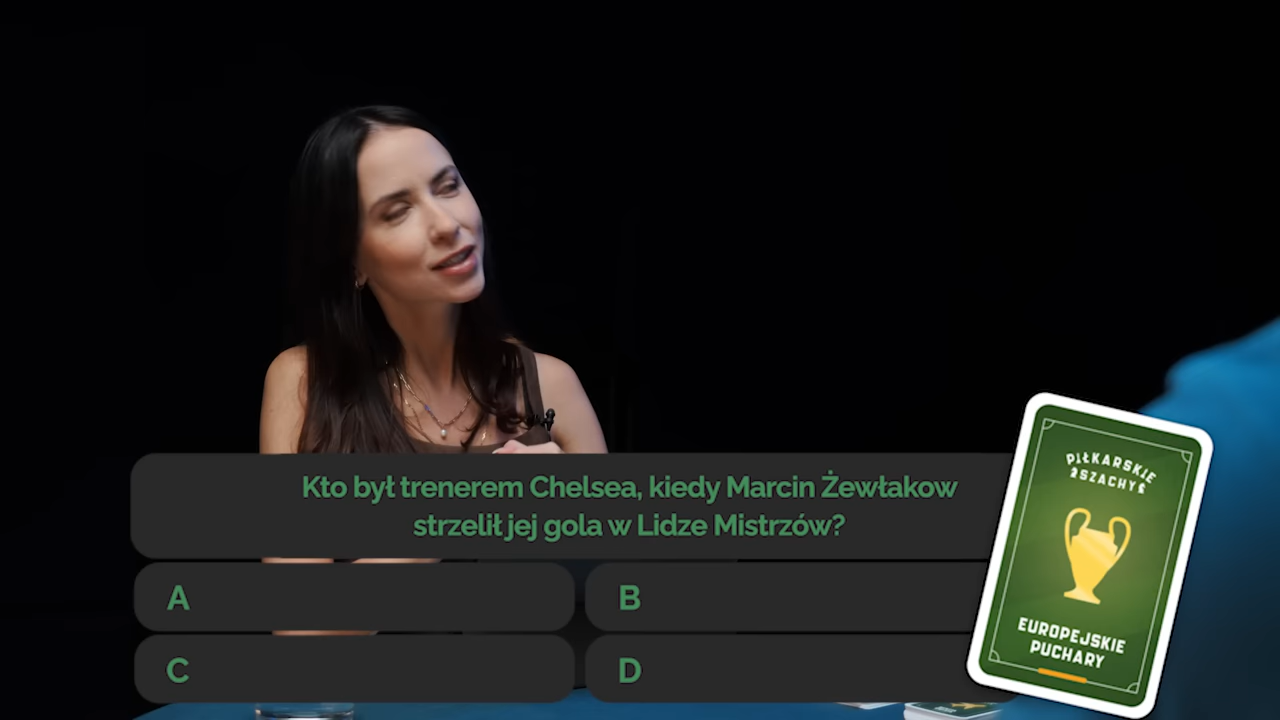 Kto był trenerem Chelsea, kiedy Marcin Żewłakow
strzelił jej gola w Lidze Mistrzów?
A
B
C
D
PIŁKARSKIE
$SZACHY$
EUROPEJSKIE
PUCHARY